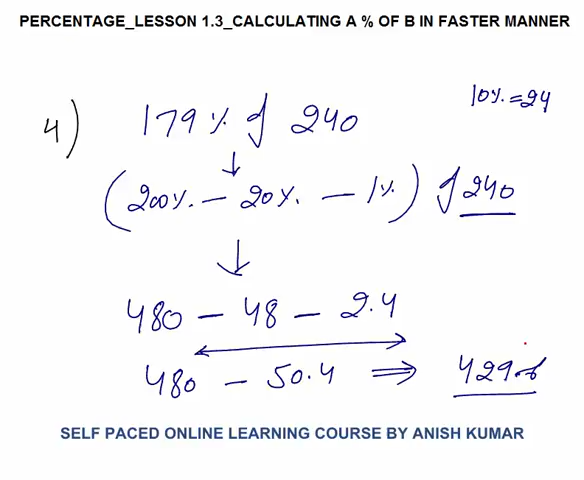 PERCENTAGE_LESSON 1.3_CALCULATING A % OF B IN FASTER MANNER
10% = 24
4) 179% of 240
(200% - 20% - 1%) of 240
480 - 48 - 2.4
480 - 50.4 ⇒ 429.6
SELF PACED ONLINE LEARNING COURSE BY ANISH KUMAR